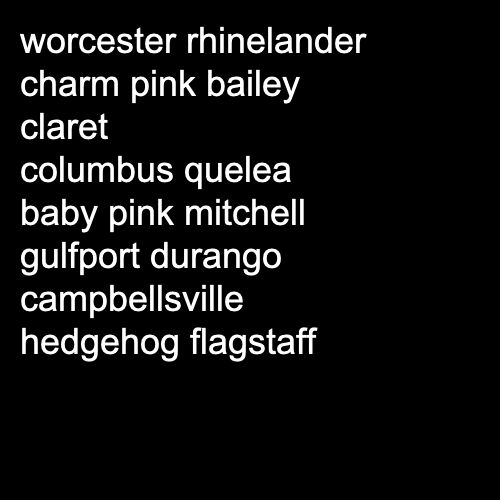 worcester rhinelander
charm pink bailey
claret
columbus quelea
baby pink mitchell
gulfport durango
campbellsville
hedgehog flagstaff